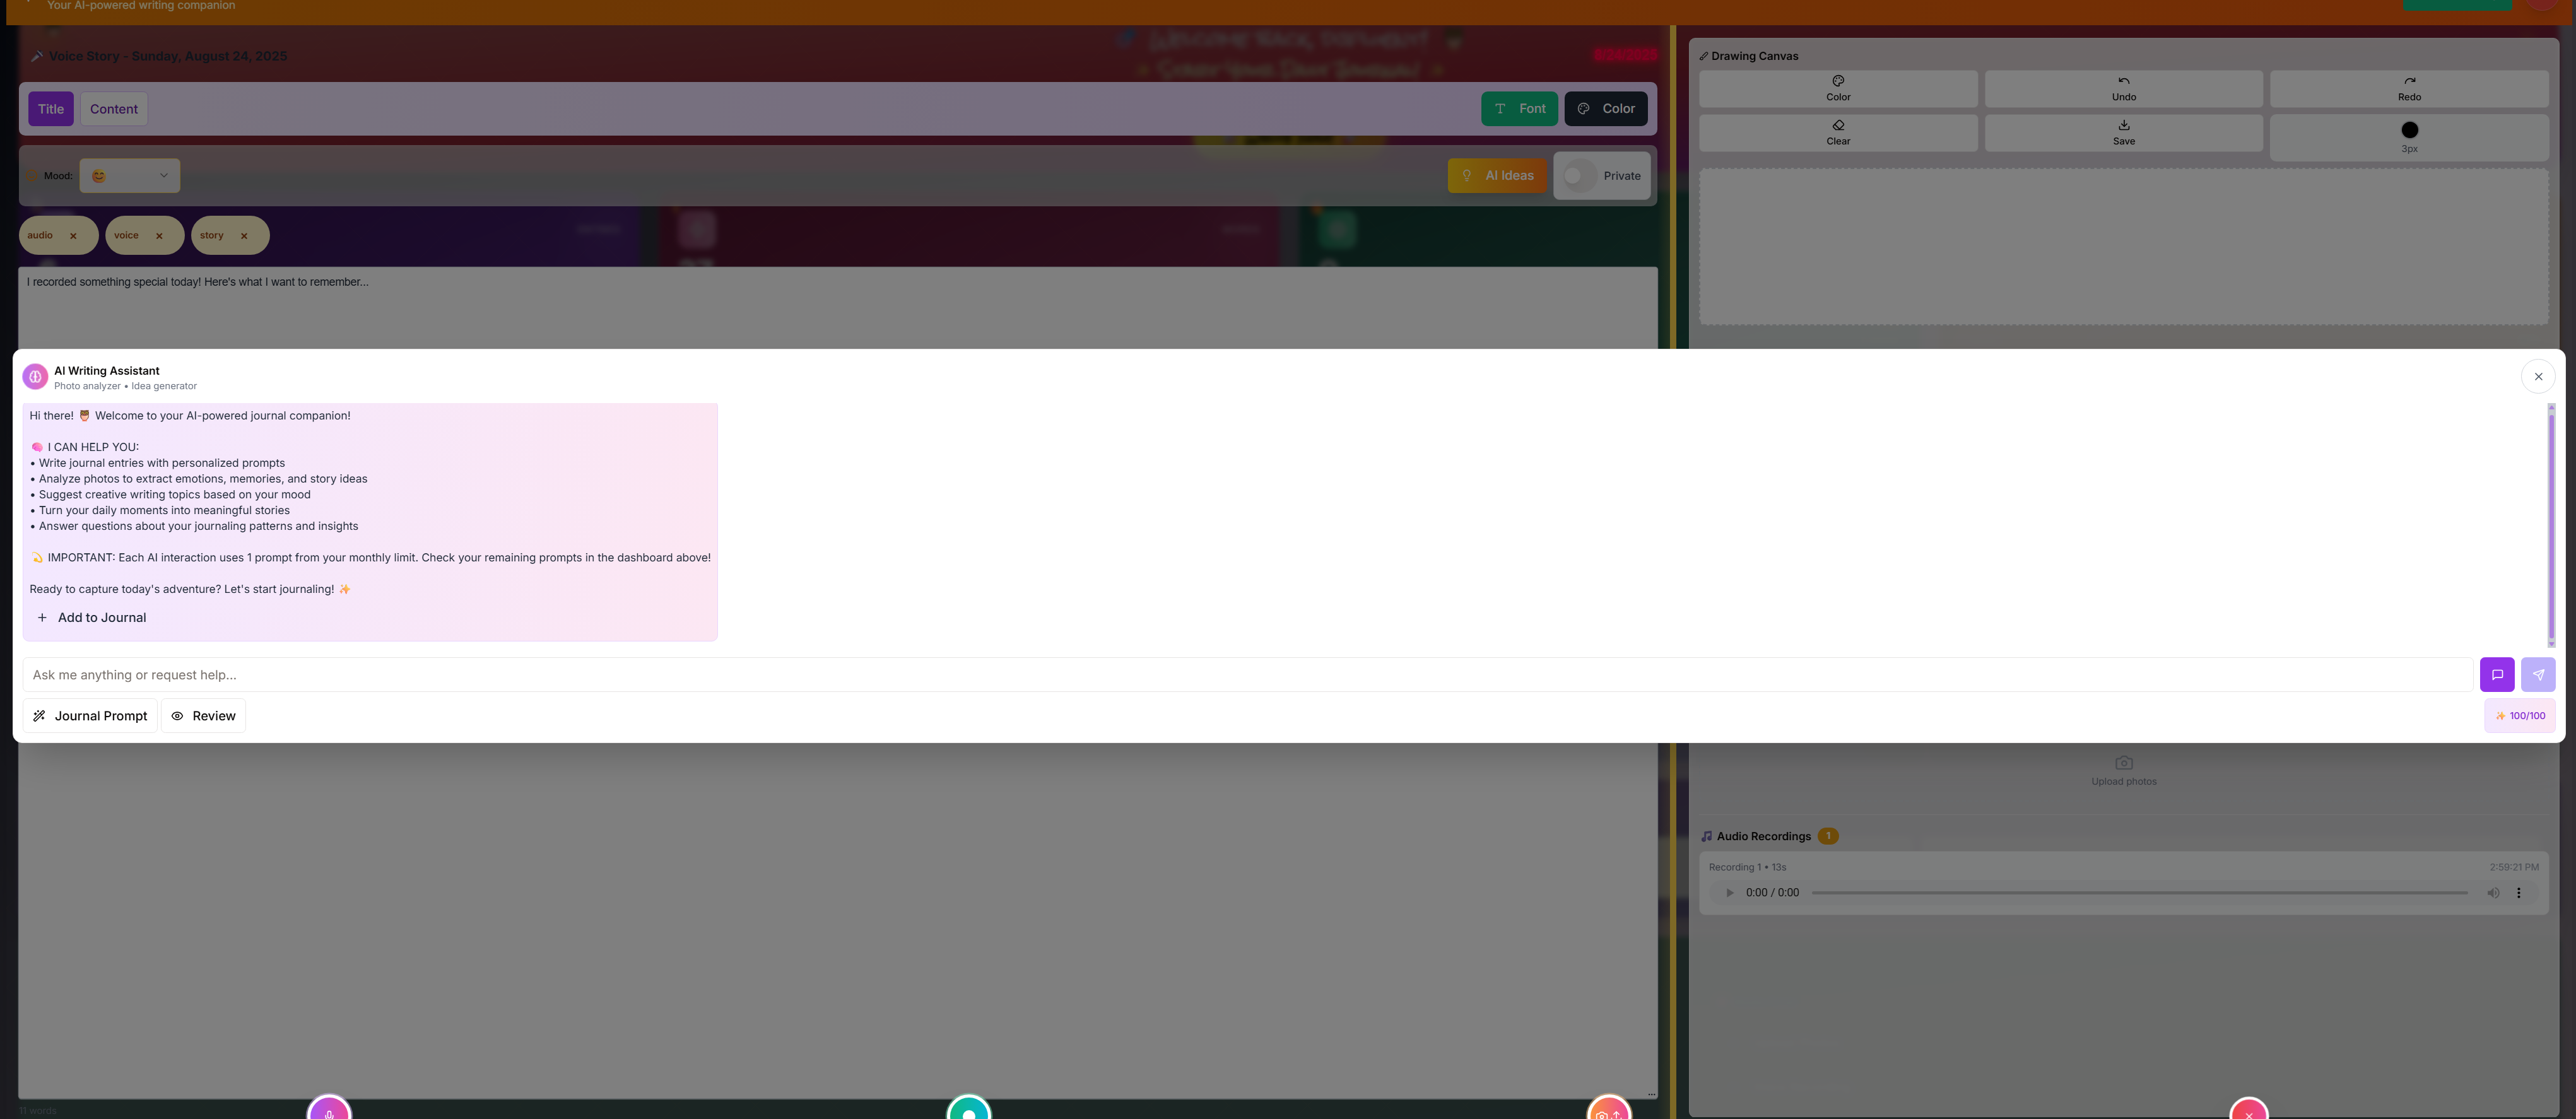 Your AI-powered writing companion
🎤 Voice Story - Sunday, August 24, 2025
8/24/2025
Title
Content
Font
Color
Mood: 😊
AI Ideas
Private
audio ×
voice ×
story ×
I recorded something special today! Here's what I want to remember...
Drawing Canvas
Color
Undo
Redo
Clear
Save
3px
AI Writing Assistant
Photo analyzer • Idea generator
Hi there! 🦉 Welcome to your AI-powered journal companion!
🧠 I CAN HELP YOU:
• Write journal entries with personalized prompts
• Analyze photos to extract emotions, memories, and story ideas
• Suggest creative writing topics based on your mood
• Turn your daily moments into meaningful stories
• Answer questions about your journaling patterns and insights
💫 IMPORTANT: Each AI interaction uses 1 prompt from your monthly limit. Check your remaining prompts in the dashboard above!
Ready to capture today's adventure? Let's start journaling! ✨
+ Add to Journal
Ask me anything or request help...
Journal Prompt
Review
✨ 100/100
Upload photos
🎵 Audio Recordings 1
Recording 1 • 13s
2:59:21 PM
0:00 / 0:00
11 words